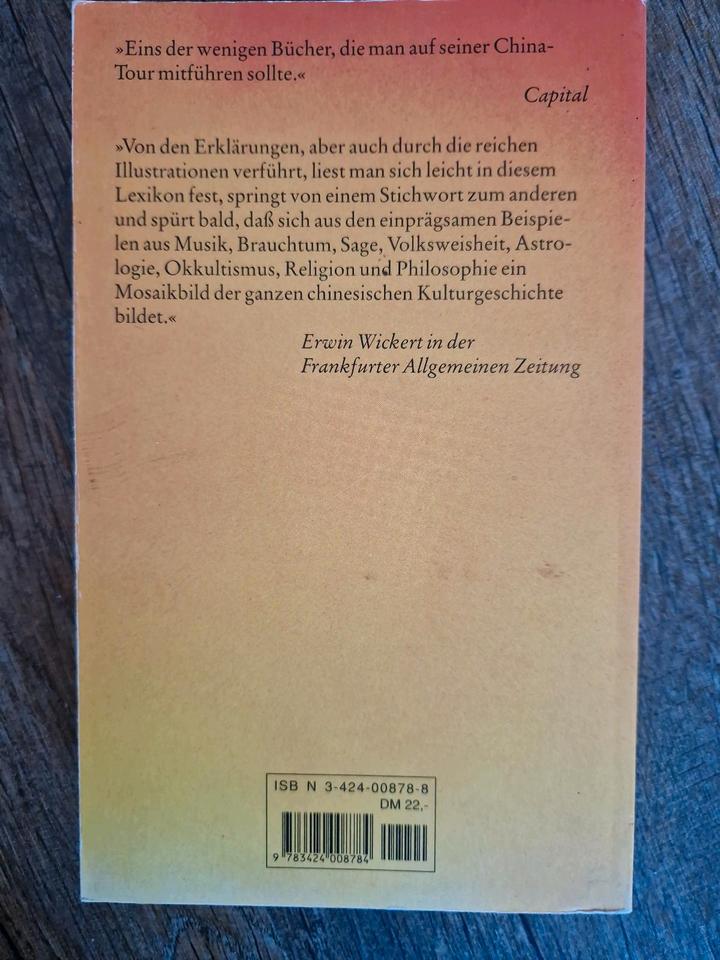 »Eins der wenigen Bücher, die man auf seiner China-
Tour mitführen sollte.«
Capital
»Von den Erklärungen, aber auch durch die reichen
Illustrationen verführt, liest man sich leicht in diesem
Lexikon fest, springt von einem Stichwort zum anderen
und spürt bald, daß sich aus den einprägsamen Beispie-
len aus Musik, Brauchtum, Sage, Volksweisheit, Astro-
logie, Okkultismus, Religion und Philosophie ein
Mosaikbild der ganzen chinesischen Kulturgeschichte
bildet.«
Erwin Wickert in der
Frankfurter Allgemeinen Zeitung
ISB N 3-424-00878-8
DM 22,-
9 783424 008784